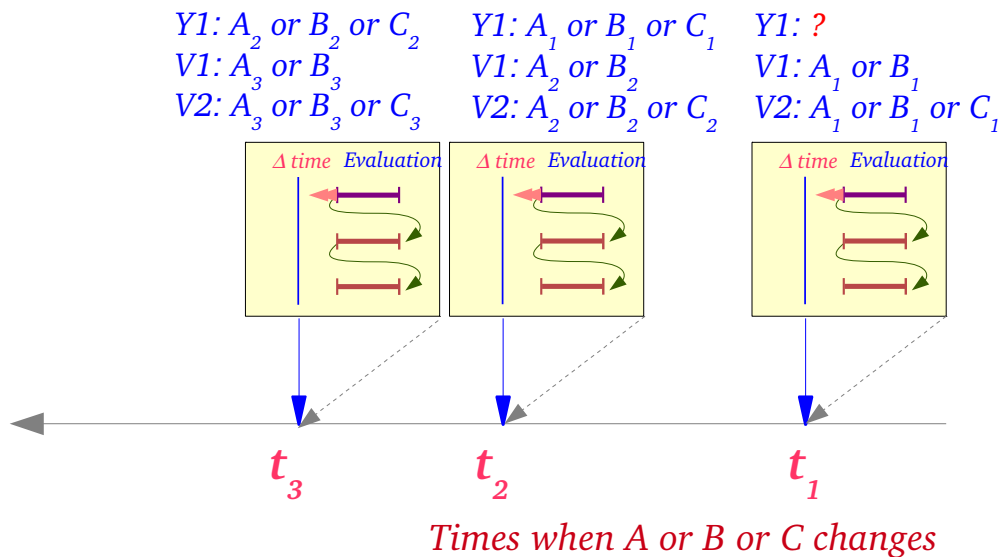 Y1: A₂ or B₂ or C₂
V1: A₃ or B₃
V2: A₃ or B₃ or C₃
Y1: A₁ or B₁ or C₁
V1: A₂ or B₂
V2: A₂ or B₂ or C₂
Y1: ?
V1: A₁ or B₁
V2: A₁ or B₁ or C₁
Δ time Evaluation
Δ time Evaluation
Δ time Evaluation
t₃
t₂
t₁
Times when A or B or C changes